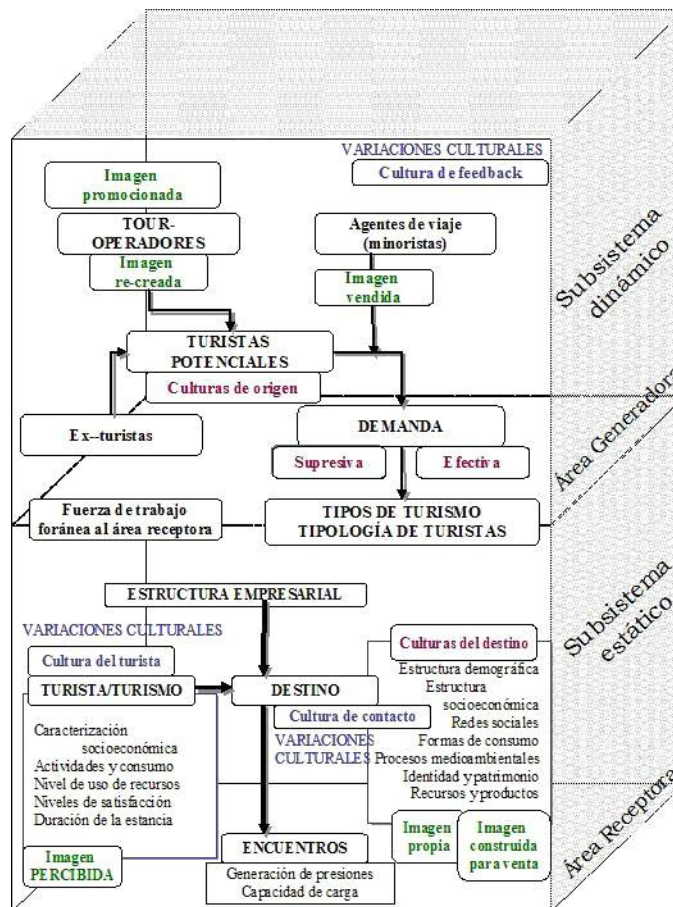 VARIACIONES CULTURALES
Cultura de feedback
Imagen
promocionada
TOUR-
OPERADORES
Imagen
re-creada
Agentes de viaje
(minoristas)
Imagen
vendida
Subsistema
dinámico
TURISTAS
POTENCIALES
Culturas de origen
Ex--turistas
DEMANDA
Supresiva
Efectiva
Área Generadora
Fuerza de trabajo
foránea al área receptora
TIPOS DE TURISMO
TIPOLOGÍA DE TURISTAS
ESTRUCTURA EMPRESARIAL
Subsistema
estático
VARIACIONES CULTURALES
Cultura del turista
TURISTA/TURISMO
Caracterización
socioeconómica
Actividades y consumo
Nivel de uso de recursos
Niveles de satisfacción
Duración de la estancia
Imagen
PERCIBIDA
DESTINO
Cultura de contacto
VARIACIONES
CULTURALES
Culturas del destino
Estructura demográfica
Estructura
socioeconómica
Redes sociales
Formas de consumo
Procesos medioambientales
Identidad y patrimonio
Recursos y productos
Imagen
propia
Imagen
construida
para venta
ENCUENTROS
Generación de presiones
Capacidad de carga
Área Receptora